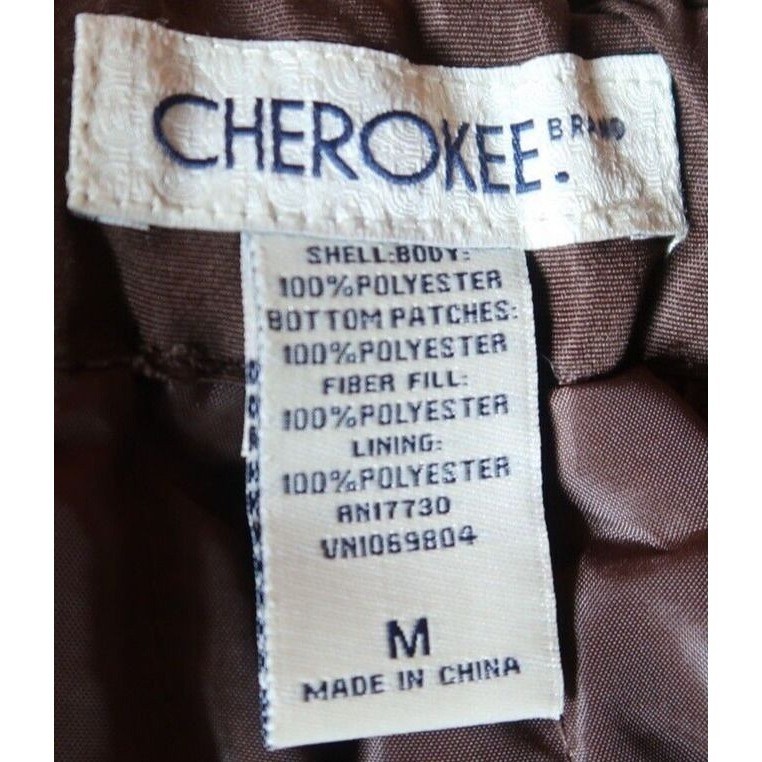 CHEROKEE. BRAND
SHELL:BODY:
100%POLYESTER
BOTTOM PATCHES:
100%POLYESTER
FIBER FILL:
100%POLYESTER
LINING:
100%POLYESTER
RN17730
VN1069804
M
MADE IN CHINA